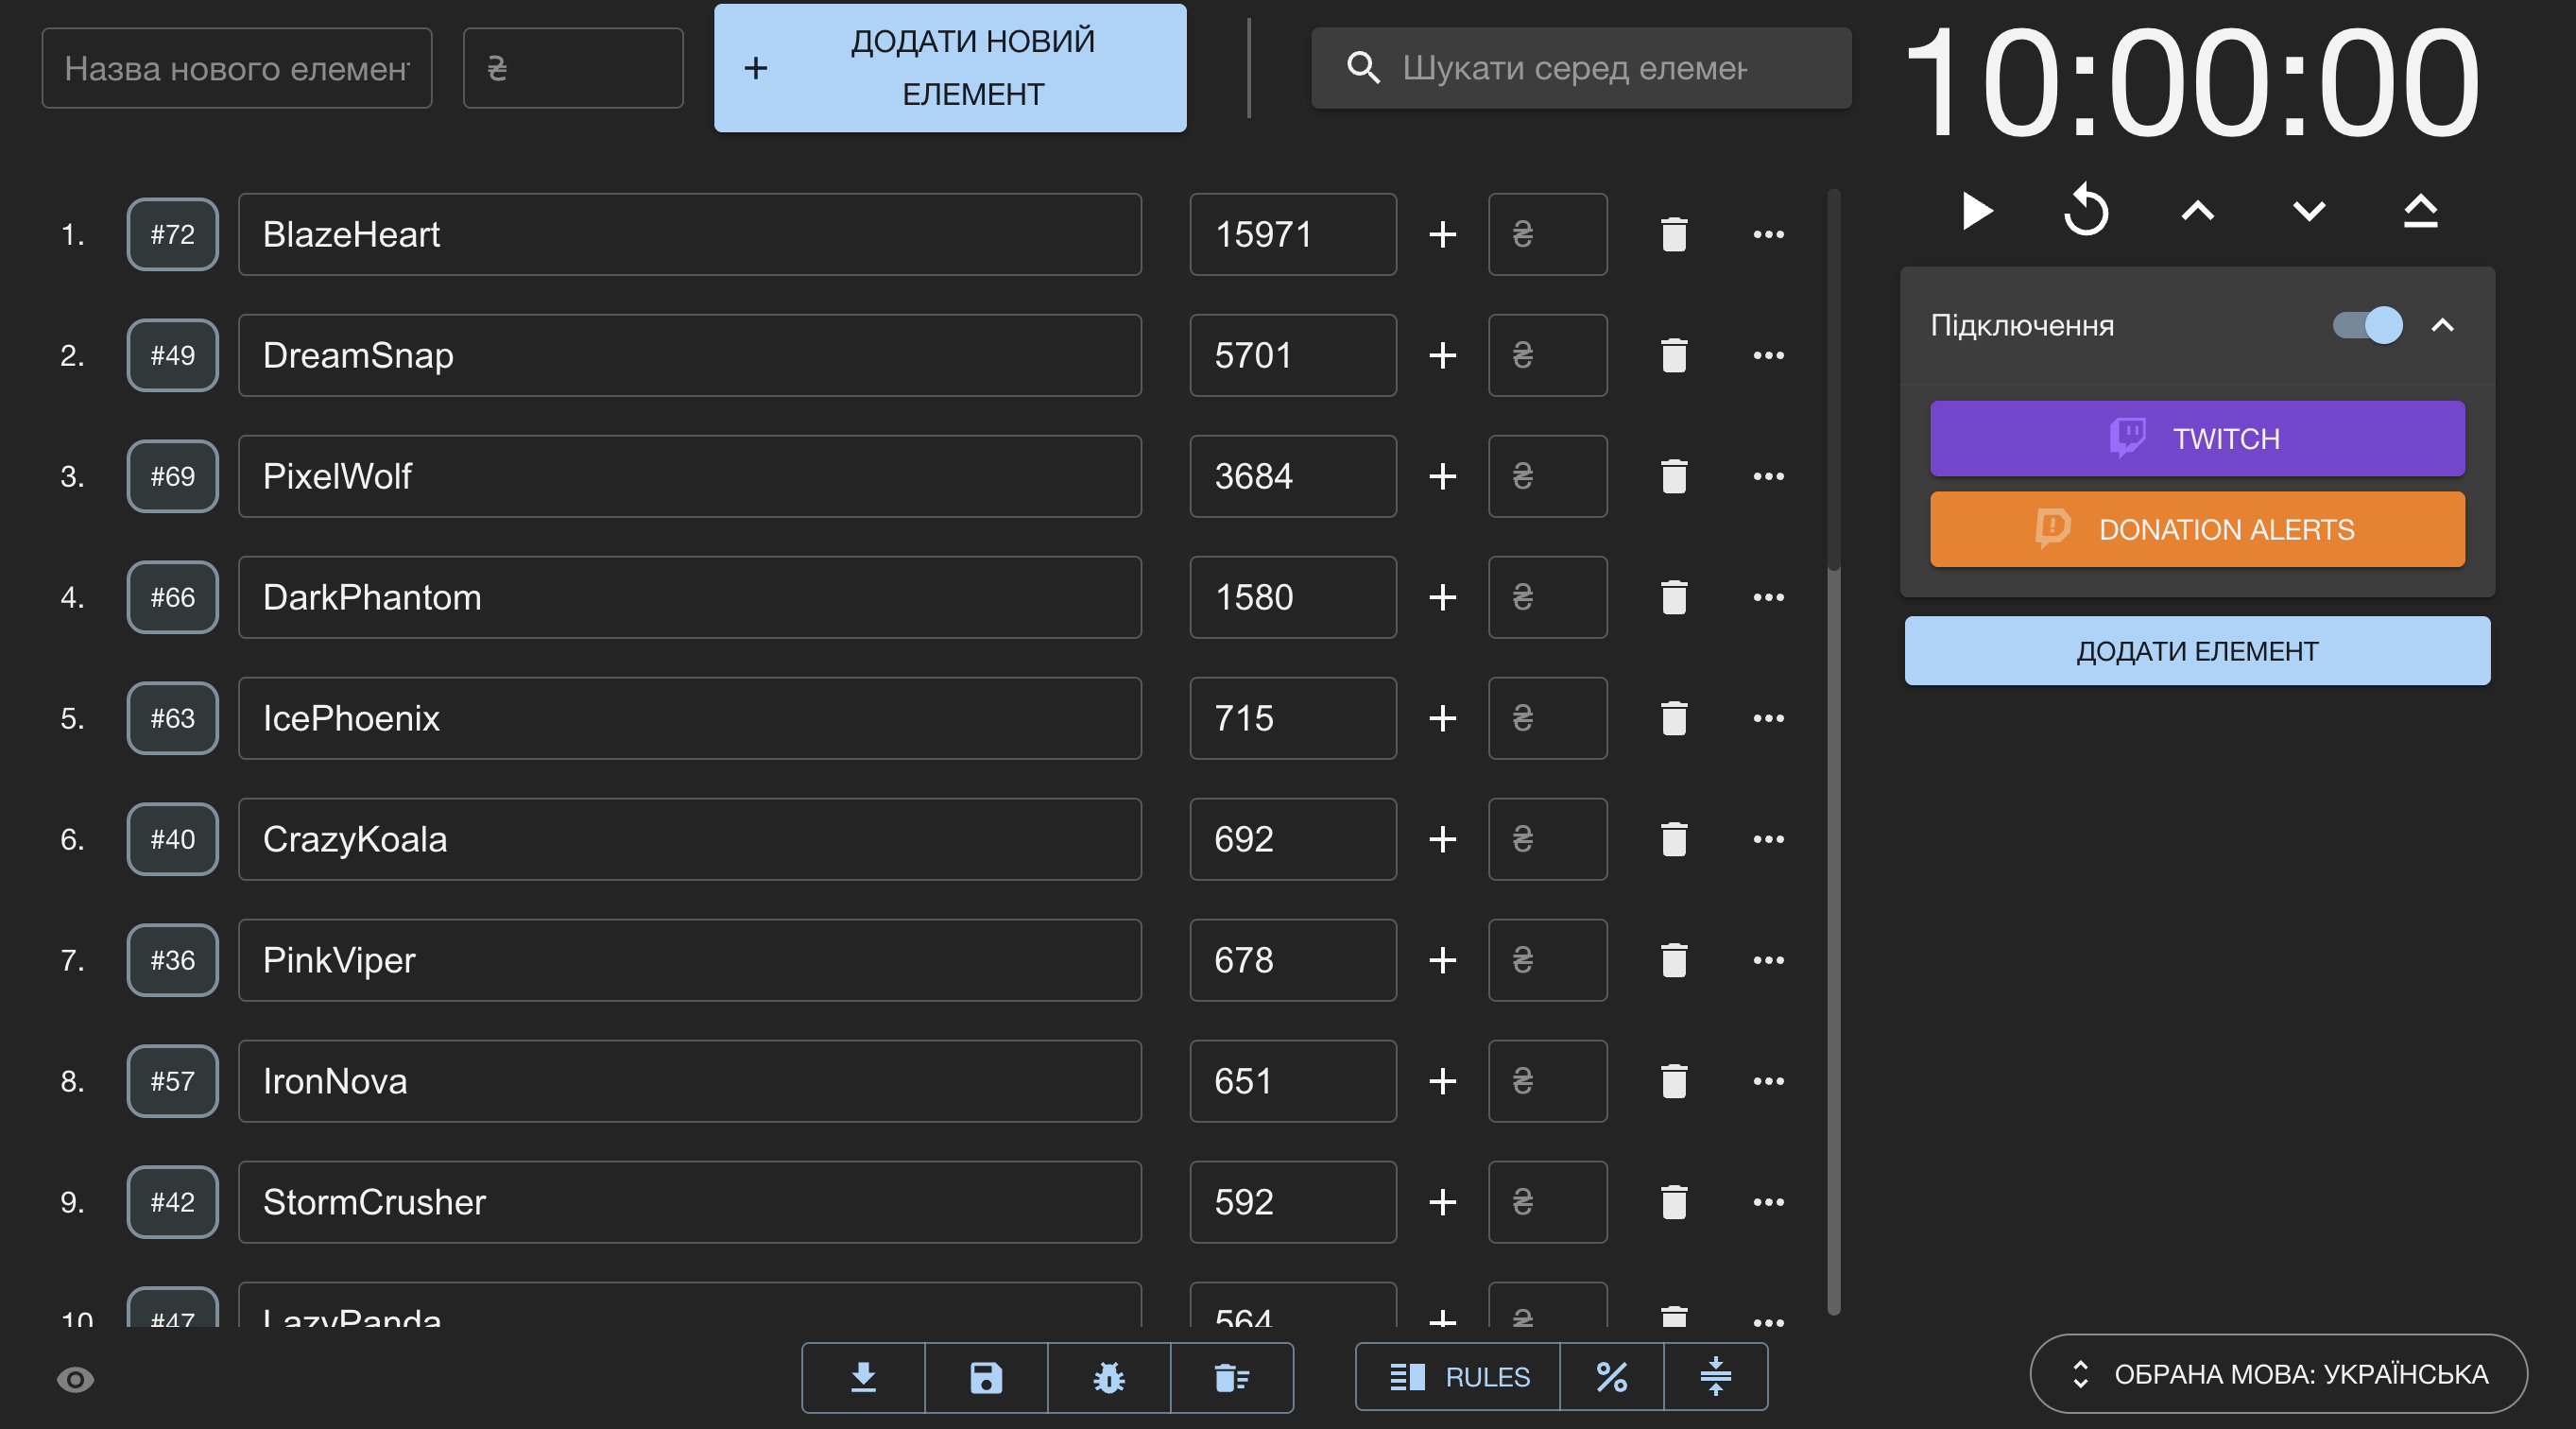 Назва нового елемен
₴
+ ДОДАТИ НОВИЙ
ЕЛЕМЕНТ
Шукати серед елемен
10:00:00
1. #72 BlazeHeart 15971 + ₴
2. #49 DreamSnap 5701 + ₴
3. #69 PixelWolf 3684 + ₴
4. #66 DarkPhantom 1580 + ₴
5. #63 IcePhoenix 715 + ₴
6. #40 CrazyKoala 692 + ₴
7. #36 PinkViper 678 + ₴
8. #57 IronNova 651 + ₴
9. #42 StormCrusher 592 + ₴
10 #47 LazyPanda 564 + ₴
Підключення
TWITCH
DONATION ALERTS
ДОДАТИ ЕЛЕМЕНТ
RULES %
ОБРАНА МОВА: УКРАЇНСЬКА